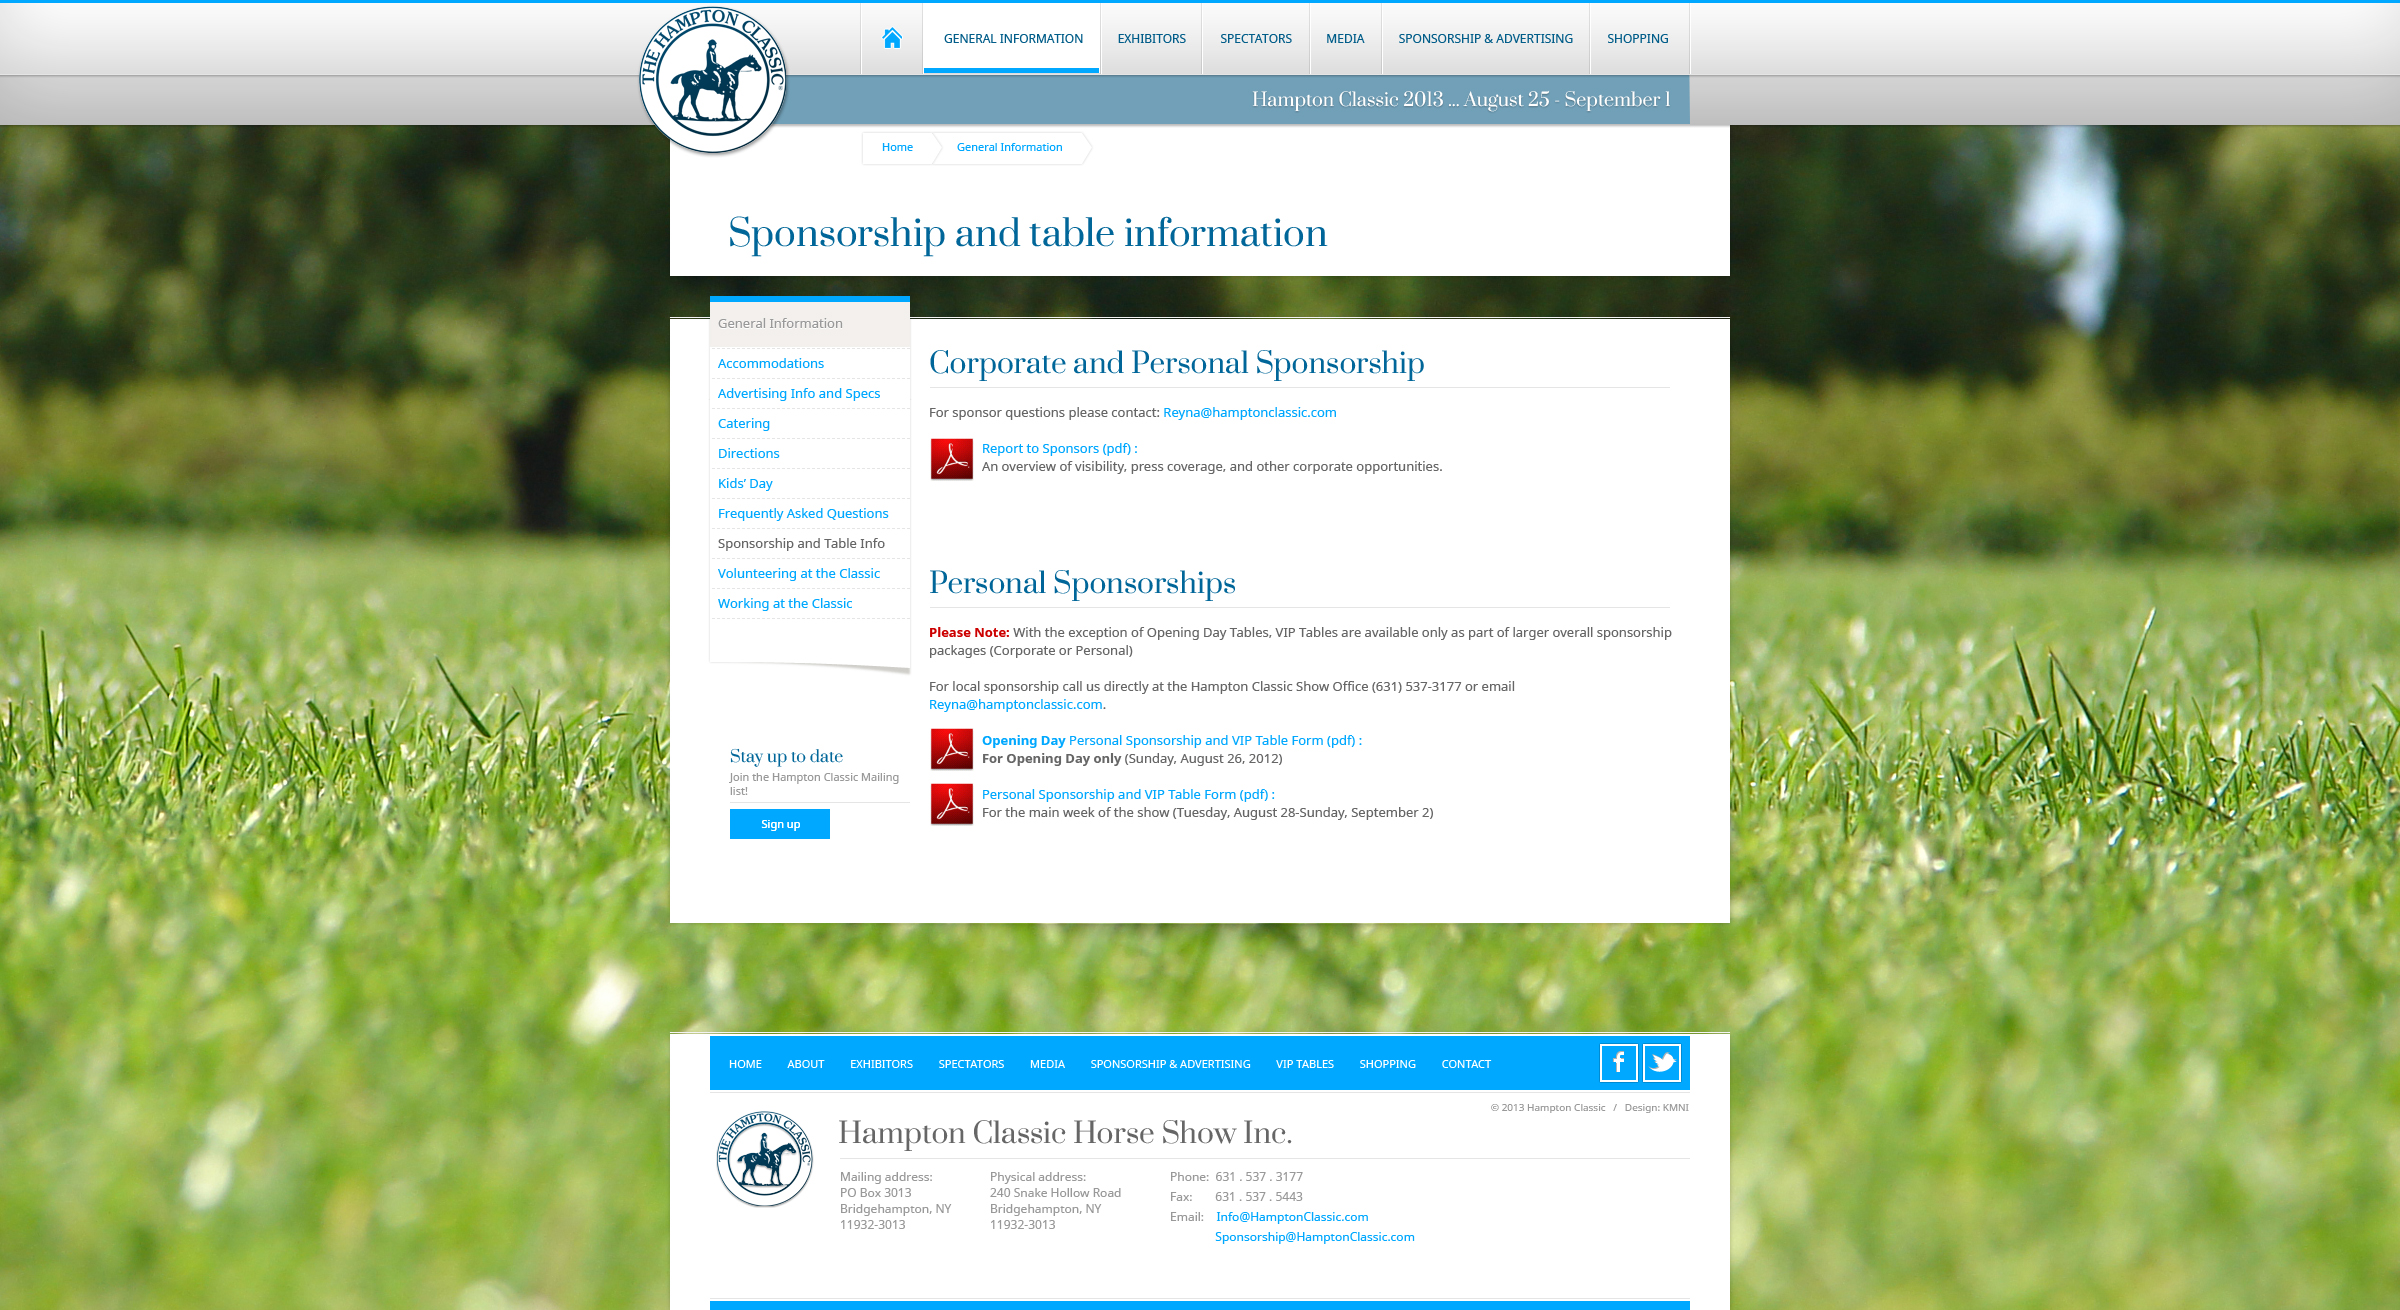 THE HAMPTON CLASSIC
GENERAL INFORMATION
EXHIBITORS
SPECTATORS
MEDIA
SPONSORSHIP & ADVERTISING
SHOPPING
Hampton Classic 2013 ... August 25 - September 1
Home
General Information
Sponsorship and table information
General Information
Accommodations
Advertising Info and Specs
Catering
Directions
Kids' Day
Frequently Asked Questions
Sponsorship and Table Info
Volunteering at the Classic
Working at the Classic
Stay up to date
Join the Hampton Classic Mailing
list!
Sign up
Corporate and Personal Sponsorship
For sponsor questions please contact: Reyna@hamptonclassic.com
Report to Sponsors (pdf) :
An overview of visibility, press coverage, and other corporate opportunities.
Personal Sponsorships
Please Note: With the exception of Opening Day Tables, VIP Tables are available only as part of larger overall sponsorship
packages (Corporate or Personal)
For local sponsorship call us directly at the Hampton Classic Show Office (631) 537-3177 or email
Reyna@hamptonclassic.com.
Opening Day Personal Sponsorship and VIP Table Form (pdf) :
For Opening Day only (Sunday, August 26, 2012)
Personal Sponsorship and VIP Table Form (pdf) :
For the main week of the show (Tuesday, August 28-Sunday, September 2)
HOME
ABOUT
EXHIBITORS
SPECTATORS
MEDIA
SPONSORSHIP & ADVERTISING
VIP TABLES
SHOPPING
CONTACT
© 2013 Hampton Classic / Design: KMNI
THE HAMPTON CLASSIC
Hampton Classic Horse Show Inc.
Mailing address:
PO Box 3013
Bridgehampton, NY
11932-3013
Physical address:
240 Snake Hollow Road
Bridgehampton, NY
11932-3013
Phone: 631 . 537 . 3177
Fax: 631 . 537 . 5443
Email: Info@HamptonClassic.com
Sponsorship@HamptonClassic.com